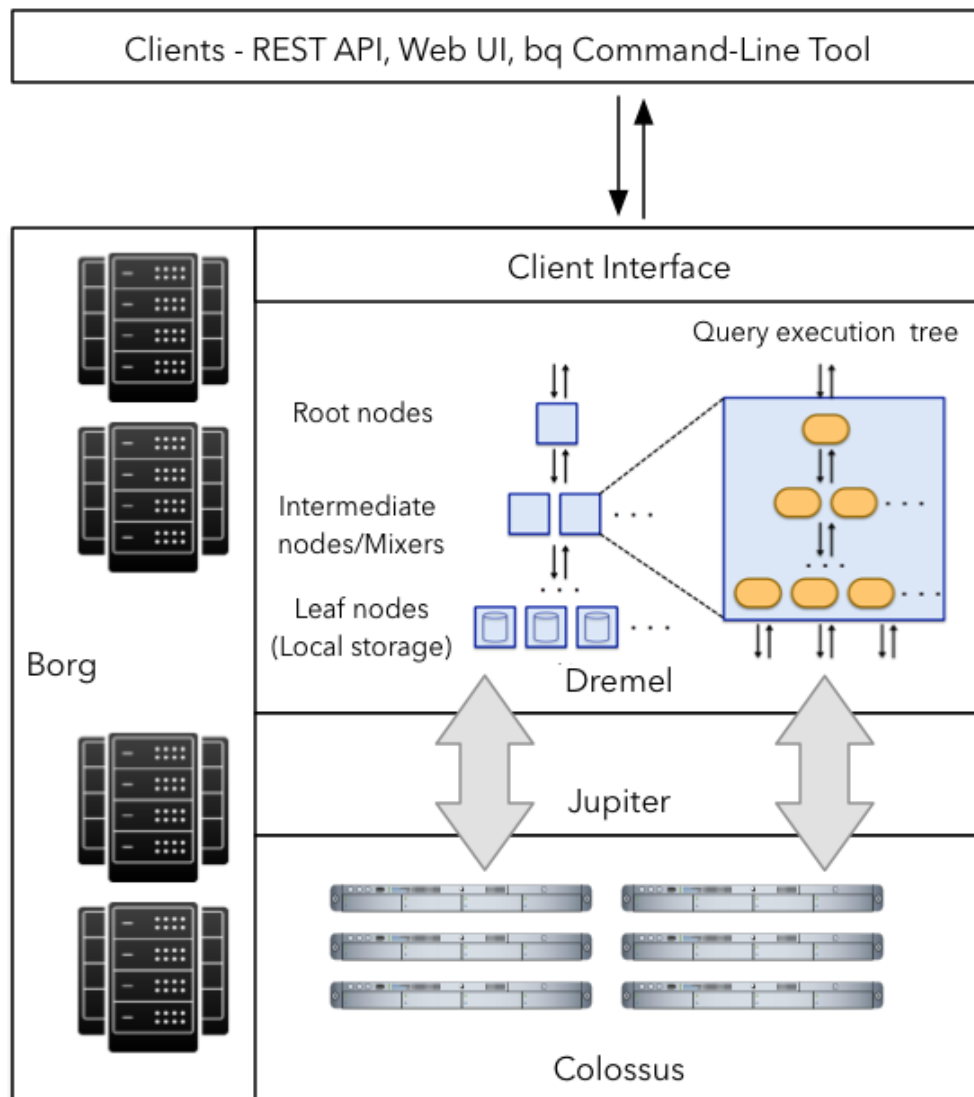 Clients - REST API, Web UI, bq Command-Line Tool
Client Interface
Query execution tree
Root nodes
Intermediate
nodes/Mixers
Leaf nodes
(Local storage)
Dremel
Borg
Jupiter
Colossus